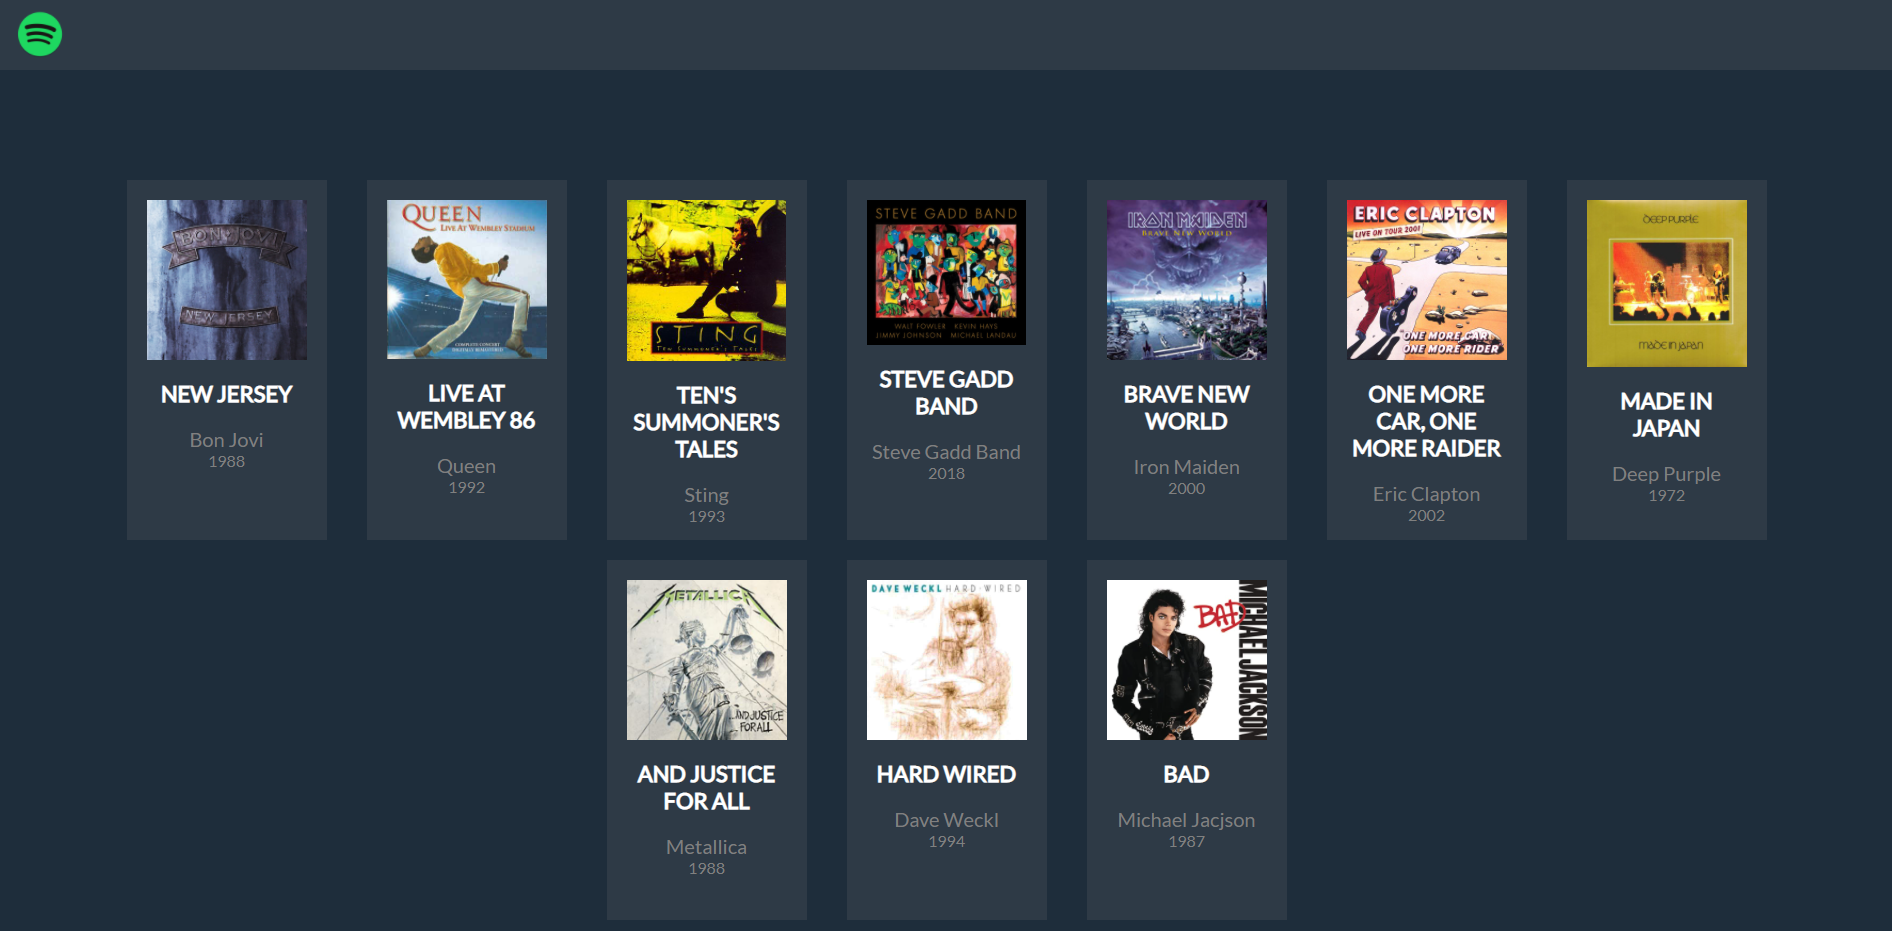 BON JOVI
NEW JERSEY
NEW JERSEY
Bon Jovi
1988
QUEEN
LIVE AT WEMBLEY STADIUM
COMPLETE CONCERT
DIGITALLY REMASTERED
LIVE AT
WEMBLEY 86
Queen
1992
STING
TEN SUMMONER'S TALES
TEN'S
SUMMONER'S
TALES
Sting
1993
STEVE GADD BAND
WALT FOWLER KEVIN HAYS
JIMMY JOHNSON MICHAEL LANDAU
STEVE GADD
BAND
Steve Gadd Band
2018
IRON MAIDEN
BRAVE NEW WORLD
BRAVE NEW
WORLD
Iron Maiden
2000
ERIC CLAPTON
LIVE ON TOUR 2001
ONE MORE CAR
ONE MORE RIDER
ONE MORE
CAR, ONE
MORE RAIDER
Eric Clapton
2002
DEEP PURPLE
MADE IN JAPAN
MADE IN
JAPAN
Deep Purple
1972
METALLICA
...AND JUSTICE
FOR ALL
AND JUSTICE
FOR ALL
Metallica
1988
DAVE WECKL HARD-WIRED
HARD WIRED
Dave Weckl
1994
BAD
MICHAEL JACKSON
BAD
Michael Jacjson
1987